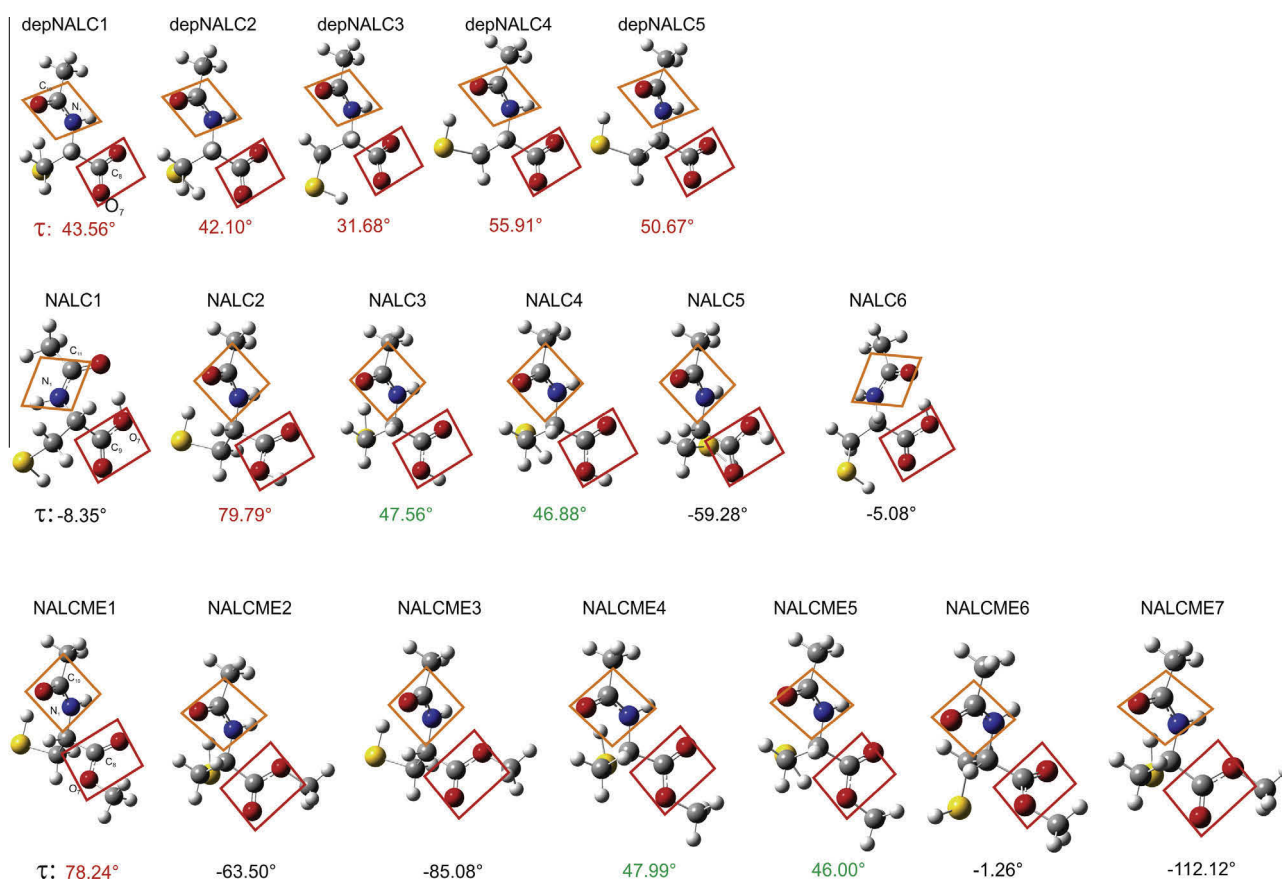 depNALC1 depNALC2 depNALC3 depNALC4 depNALC5
C₁₀
N₁
C₈
O₇
τ: 43.56° 42.10° 31.68° 55.91° 50.67°
NALC1 NALC2 NALC3 NALC4 NALC5 NALC6
C₁₁
N₁
O₇
C₉
τ: -8.35° 79.79° 47.56° 46.88° -59.28° -5.08°
NALCME1 NALCME2 NALCME3 NALCME4 NALCME5 NALCME6 NALCME7
C₁₀
N₁
C₈
O₇
τ: 78.24° -63.50° -85.08° 47.99° 46.00° -1.26° -112.12°